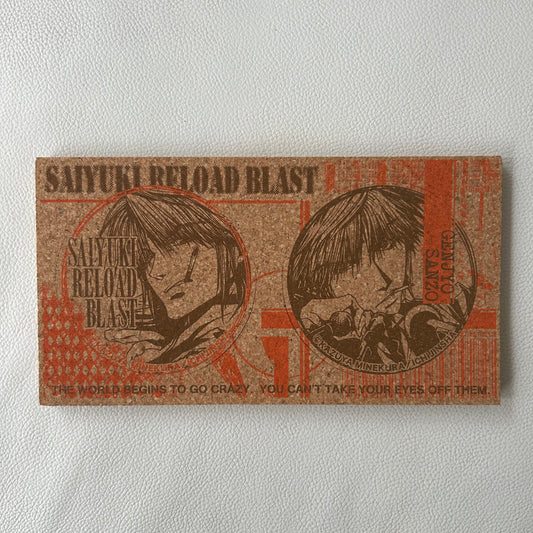 SAIYUKI RELOAD BLAST
SAIYUKI
RELOAD
BLAST
GENJYO
SANZO
©KAZUYA MINEKURA/ICHIJINSHA
THE WORLD BEGINS TO GO CRAZY. YOU CAN'T TAKE YOUR EYES OFF THEM.